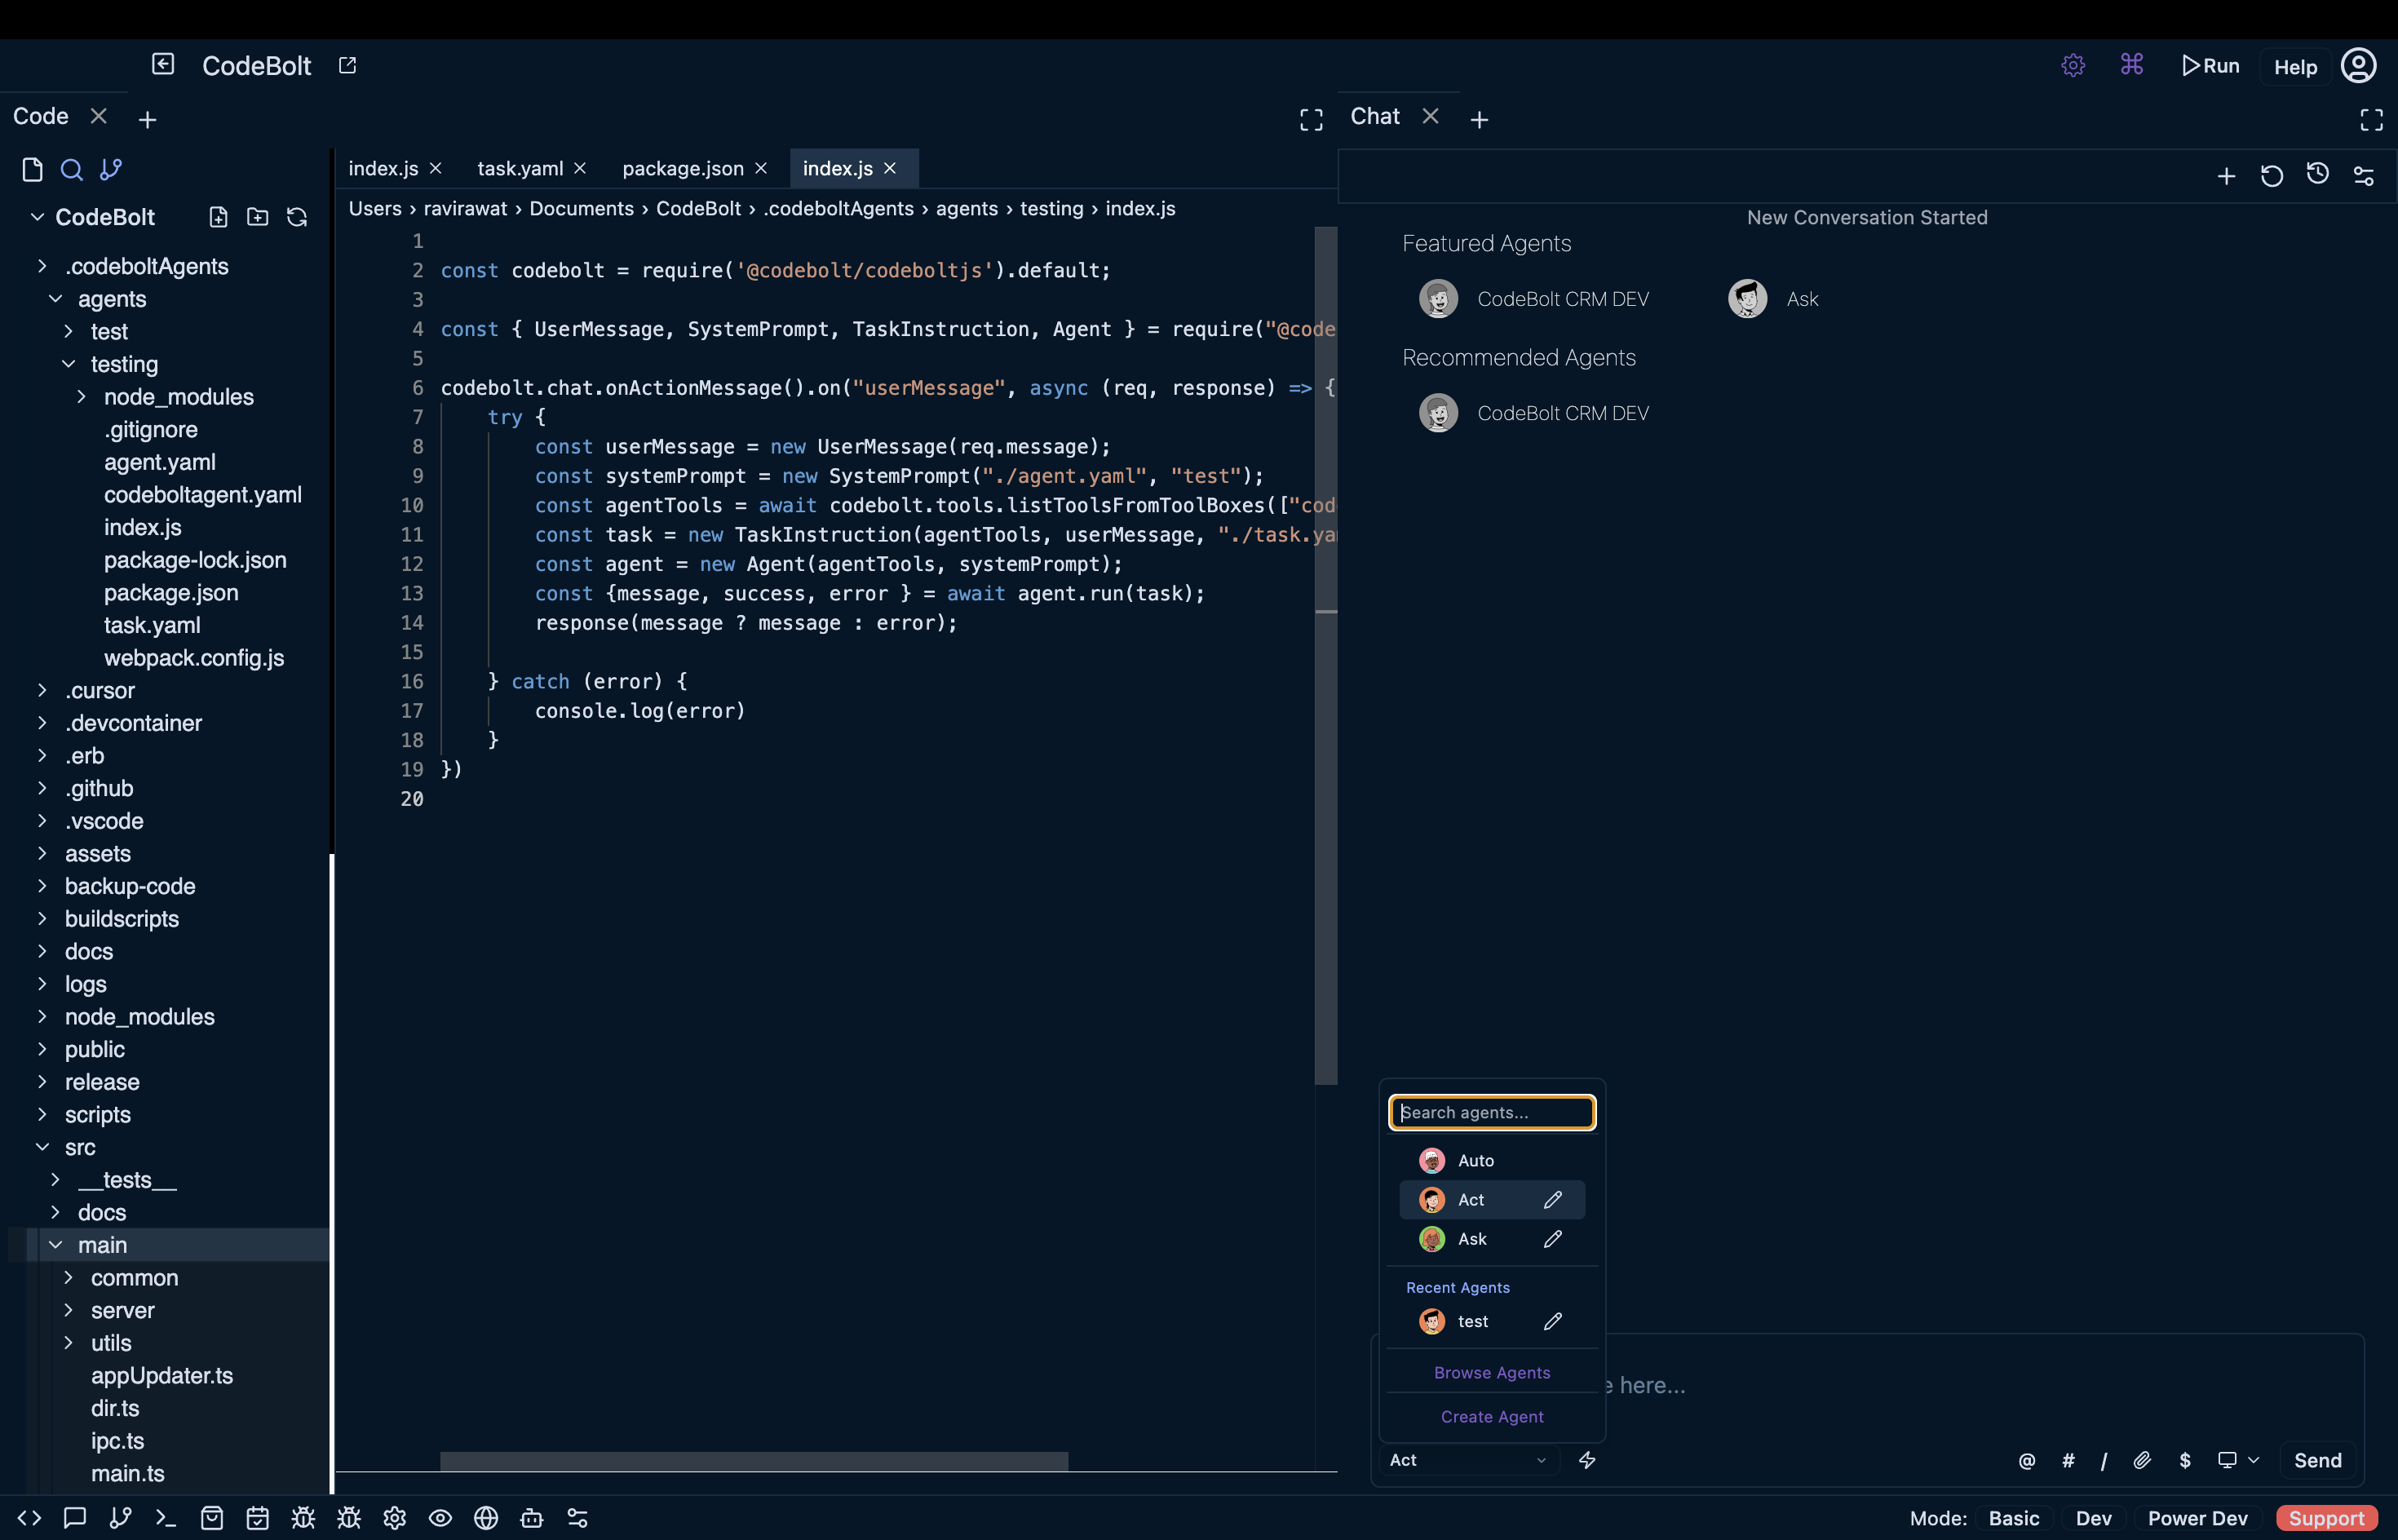 CodeBolt
Run
Help
Code
Chat
index.js
task.yaml
package.json
index.js
Users › ravirawat › Documents › CodeBolt › .codeboltAgents › agents › testing › index.js
CodeBolt
.codeboltAgents
agents
test
testing
node_modules
.gitignore
agent.yaml
codeboltagent.yaml
index.js
package-lock.json
package.json
task.yaml
webpack.config.js
.cursor
.devcontainer
.erb
.github
.vscode
assets
backup-code
buildscripts
docs
logs
node_modules
public
release
scripts
src
__tests__
docs
main
common
server
utils
appUpdater.ts
dir.ts
ipc.ts
main.ts
1
2 const codebolt = require('@codebolt/codeboltjs').default;
3
4 const { UserMessage, SystemPrompt, TaskInstruction, Agent } = require("@code
5
6 codebolt.chat.onActionMessage().on("userMessage", async (req, response) => {
7 try {
8 const userMessage = new UserMessage(req.message);
9 const systemPrompt = new SystemPrompt("./agent.yaml", "test");
10 const agentTools = await codebolt.tools.listToolsFromToolBoxes(["cod
11 const task = new TaskInstruction(agentTools, userMessage, "./task.ya
12 const agent = new Agent(agentTools, systemPrompt);
13 const {message, success, error } = await agent.run(task);
14 response(message ? message : error);
15
16 } catch (error) {
17 console.log(error)
18 }
19 })
20
New Conversation Started
Featured Agents
CodeBolt CRM DEV
Ask
Recommended Agents
CodeBolt CRM DEV
Search agents...
Auto
Act
Ask
Recent Agents
test
Browse Agents
Create Agent
e here...
Act
@ # / $
Send
Mode: Basic Dev Power Dev Support